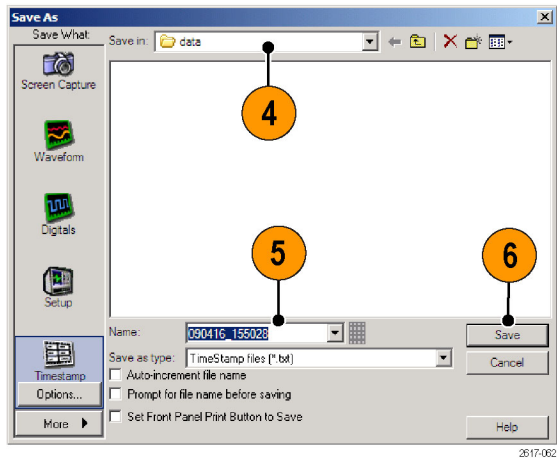 Save As
Save What:
Save in: data
Screen Capture
4
Waveform
Digitals
5
6
Setup
Name: 090416_155028
Save
Save as type: TimeStamp files (*.txt)
Cancel
Timestamp
Auto-increment file name
Options...
Prompt for file name before saving
Set Front Panel Print Button to Save
More
Help
2617-062